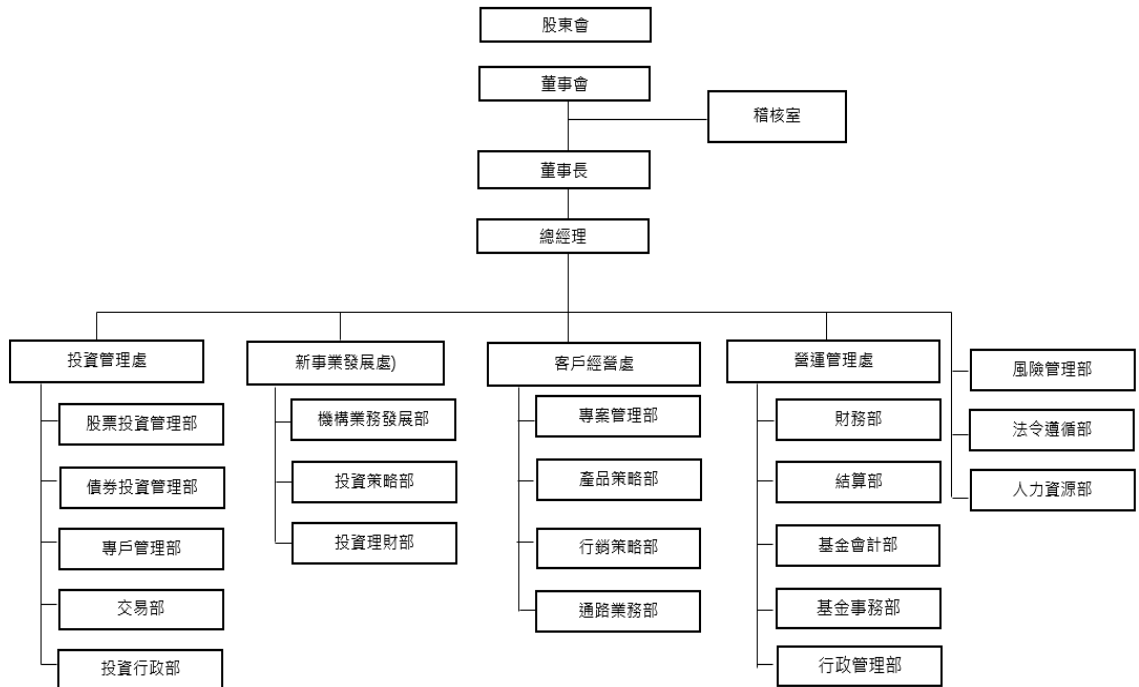 股東會
董事會
稽核室
董事長
總經理
投資管理處
股票投資管理部
債券投資管理部
專戶管理部
交易部
投資行政部
新事業發展處)
機構業務發展部
投資策略部
投資理財部
客戶經營處
專案管理部
產品策略部
行銷策略部
通路業務部
營運管理處
財務部
結算部
基金會計部
基金事務部
行政管理部
風險管理部
法令遵循部
人力資源部